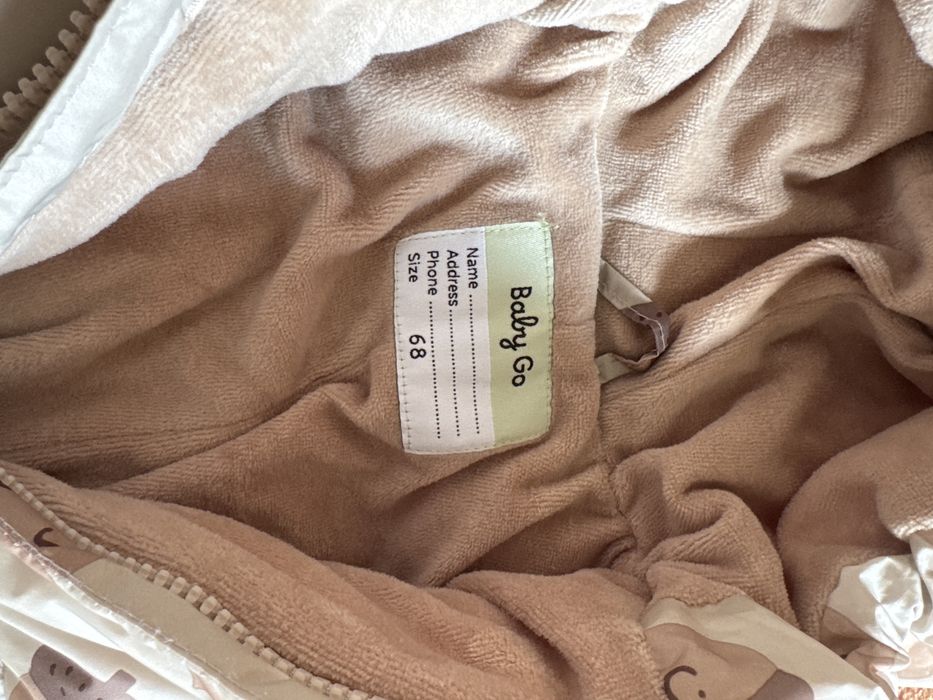 Baby Go
Name ..............................
Address ..........................
Phone .............................
Size 68